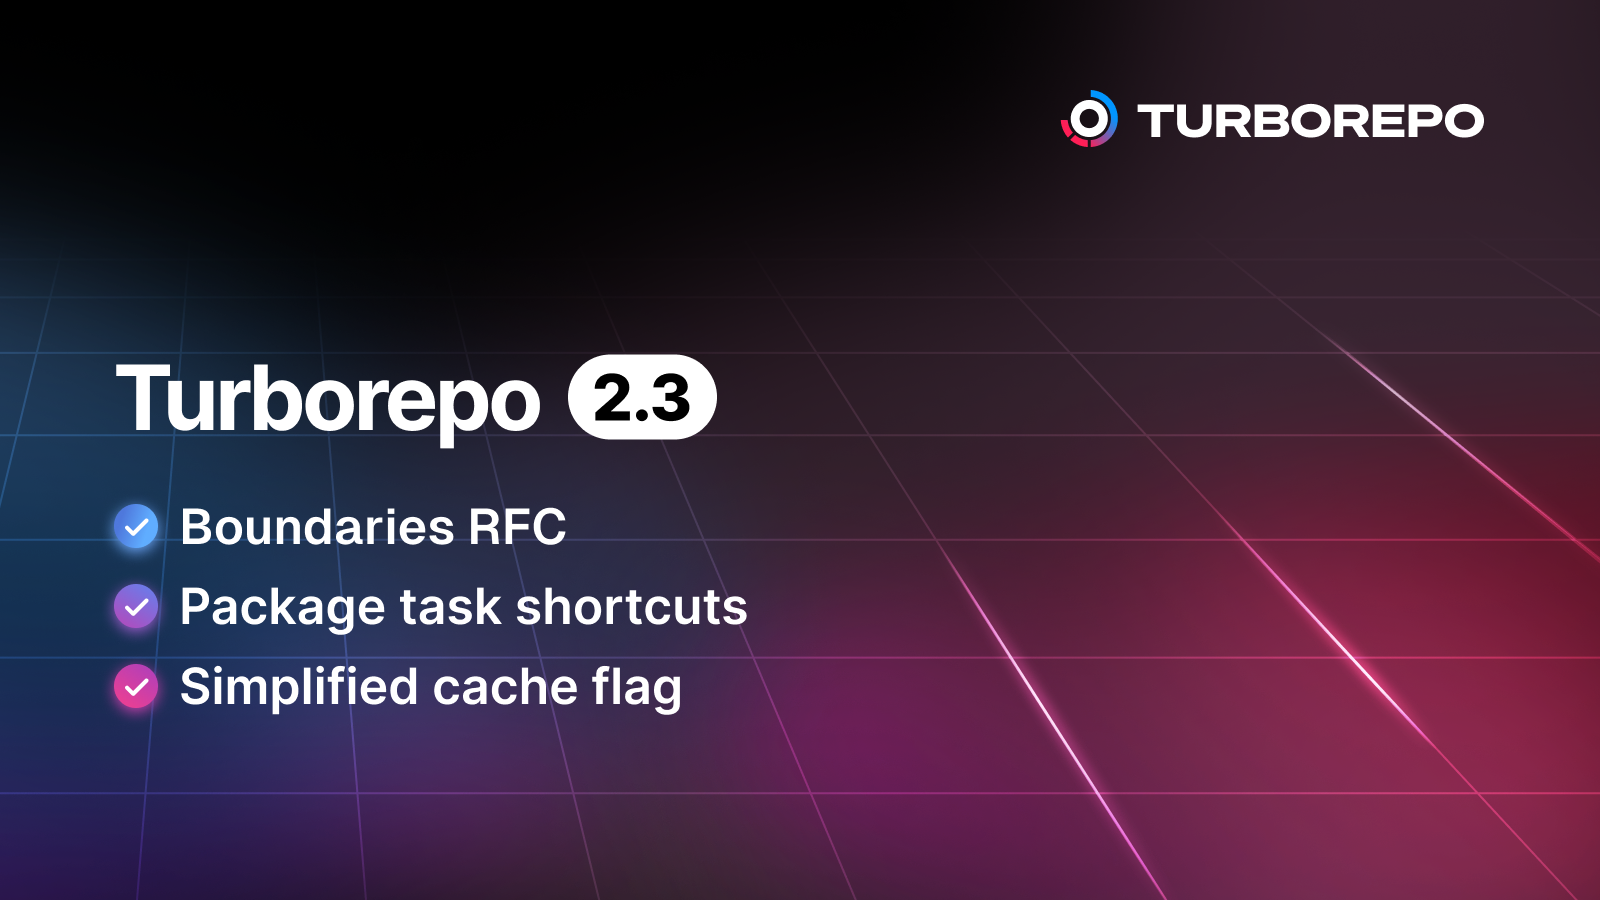 TURBOREPO
Turborepo 2.3
Boundaries RFC
Package task shortcuts
Simplified cache flag